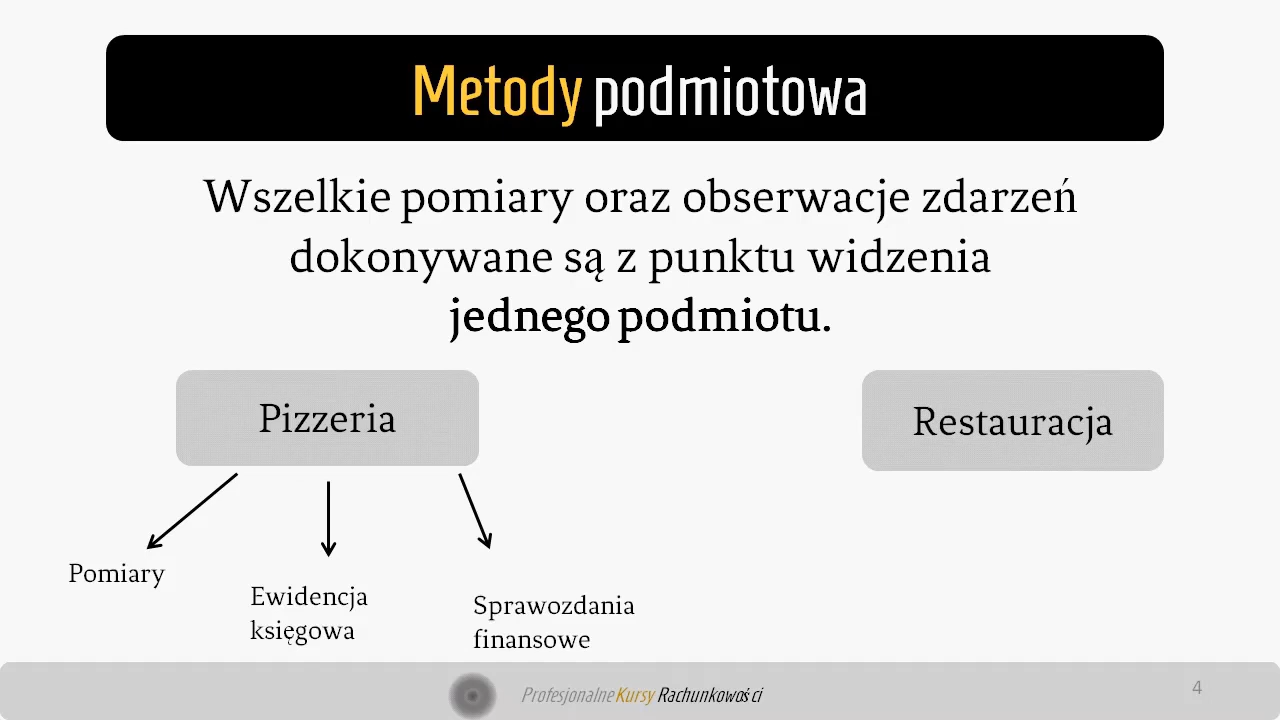 Metody podmiotowa
Wszelkie pomiary oraz obserwacje zdarzeń
dokonywane są z punktu widzenia
jednego podmiotu.
Pizzeria
Restauracja
Pomiary
Ewidencja
księgowa
Sprawozdania
finansowe
Profesjonalne Kursy Rachunkowości
4